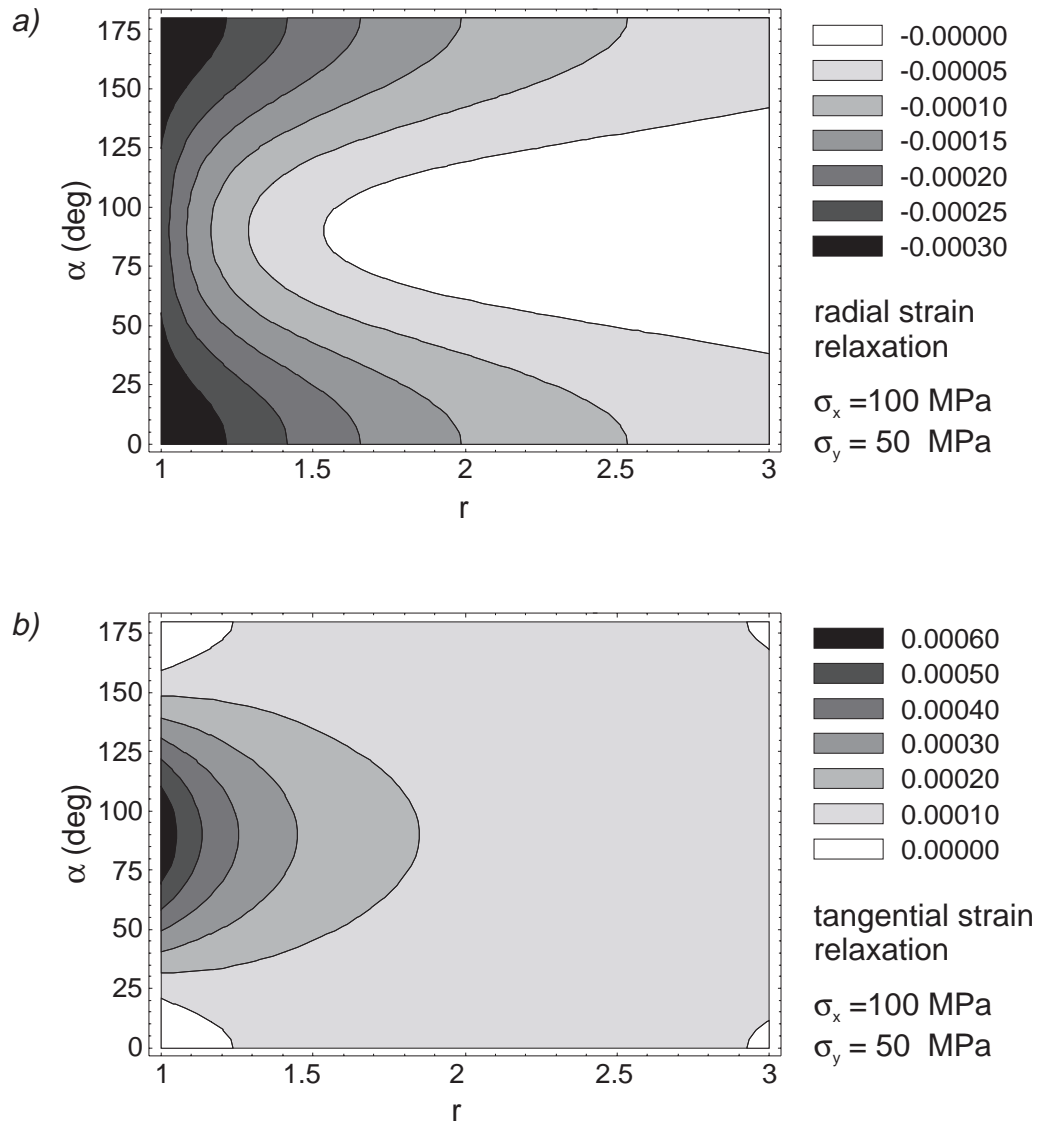 a)
175
150
125
100
75
50
25
0
α (deg)
1
1.5
2
2.5
3
r
-0.00000
-0.00005
-0.00010
-0.00015
-0.00020
-0.00025
-0.00030
radial strain
relaxation
σx =100 MPa
σy = 50 MPa
b)
175
150
125
100
75
50
25
0
α (deg)
1
1.5
2
2.5
3
r
0.00060
0.00050
0.00040
0.00030
0.00020
0.00010
0.00000
tangential strain
relaxation
σx =100 MPa
σy = 50 MPa